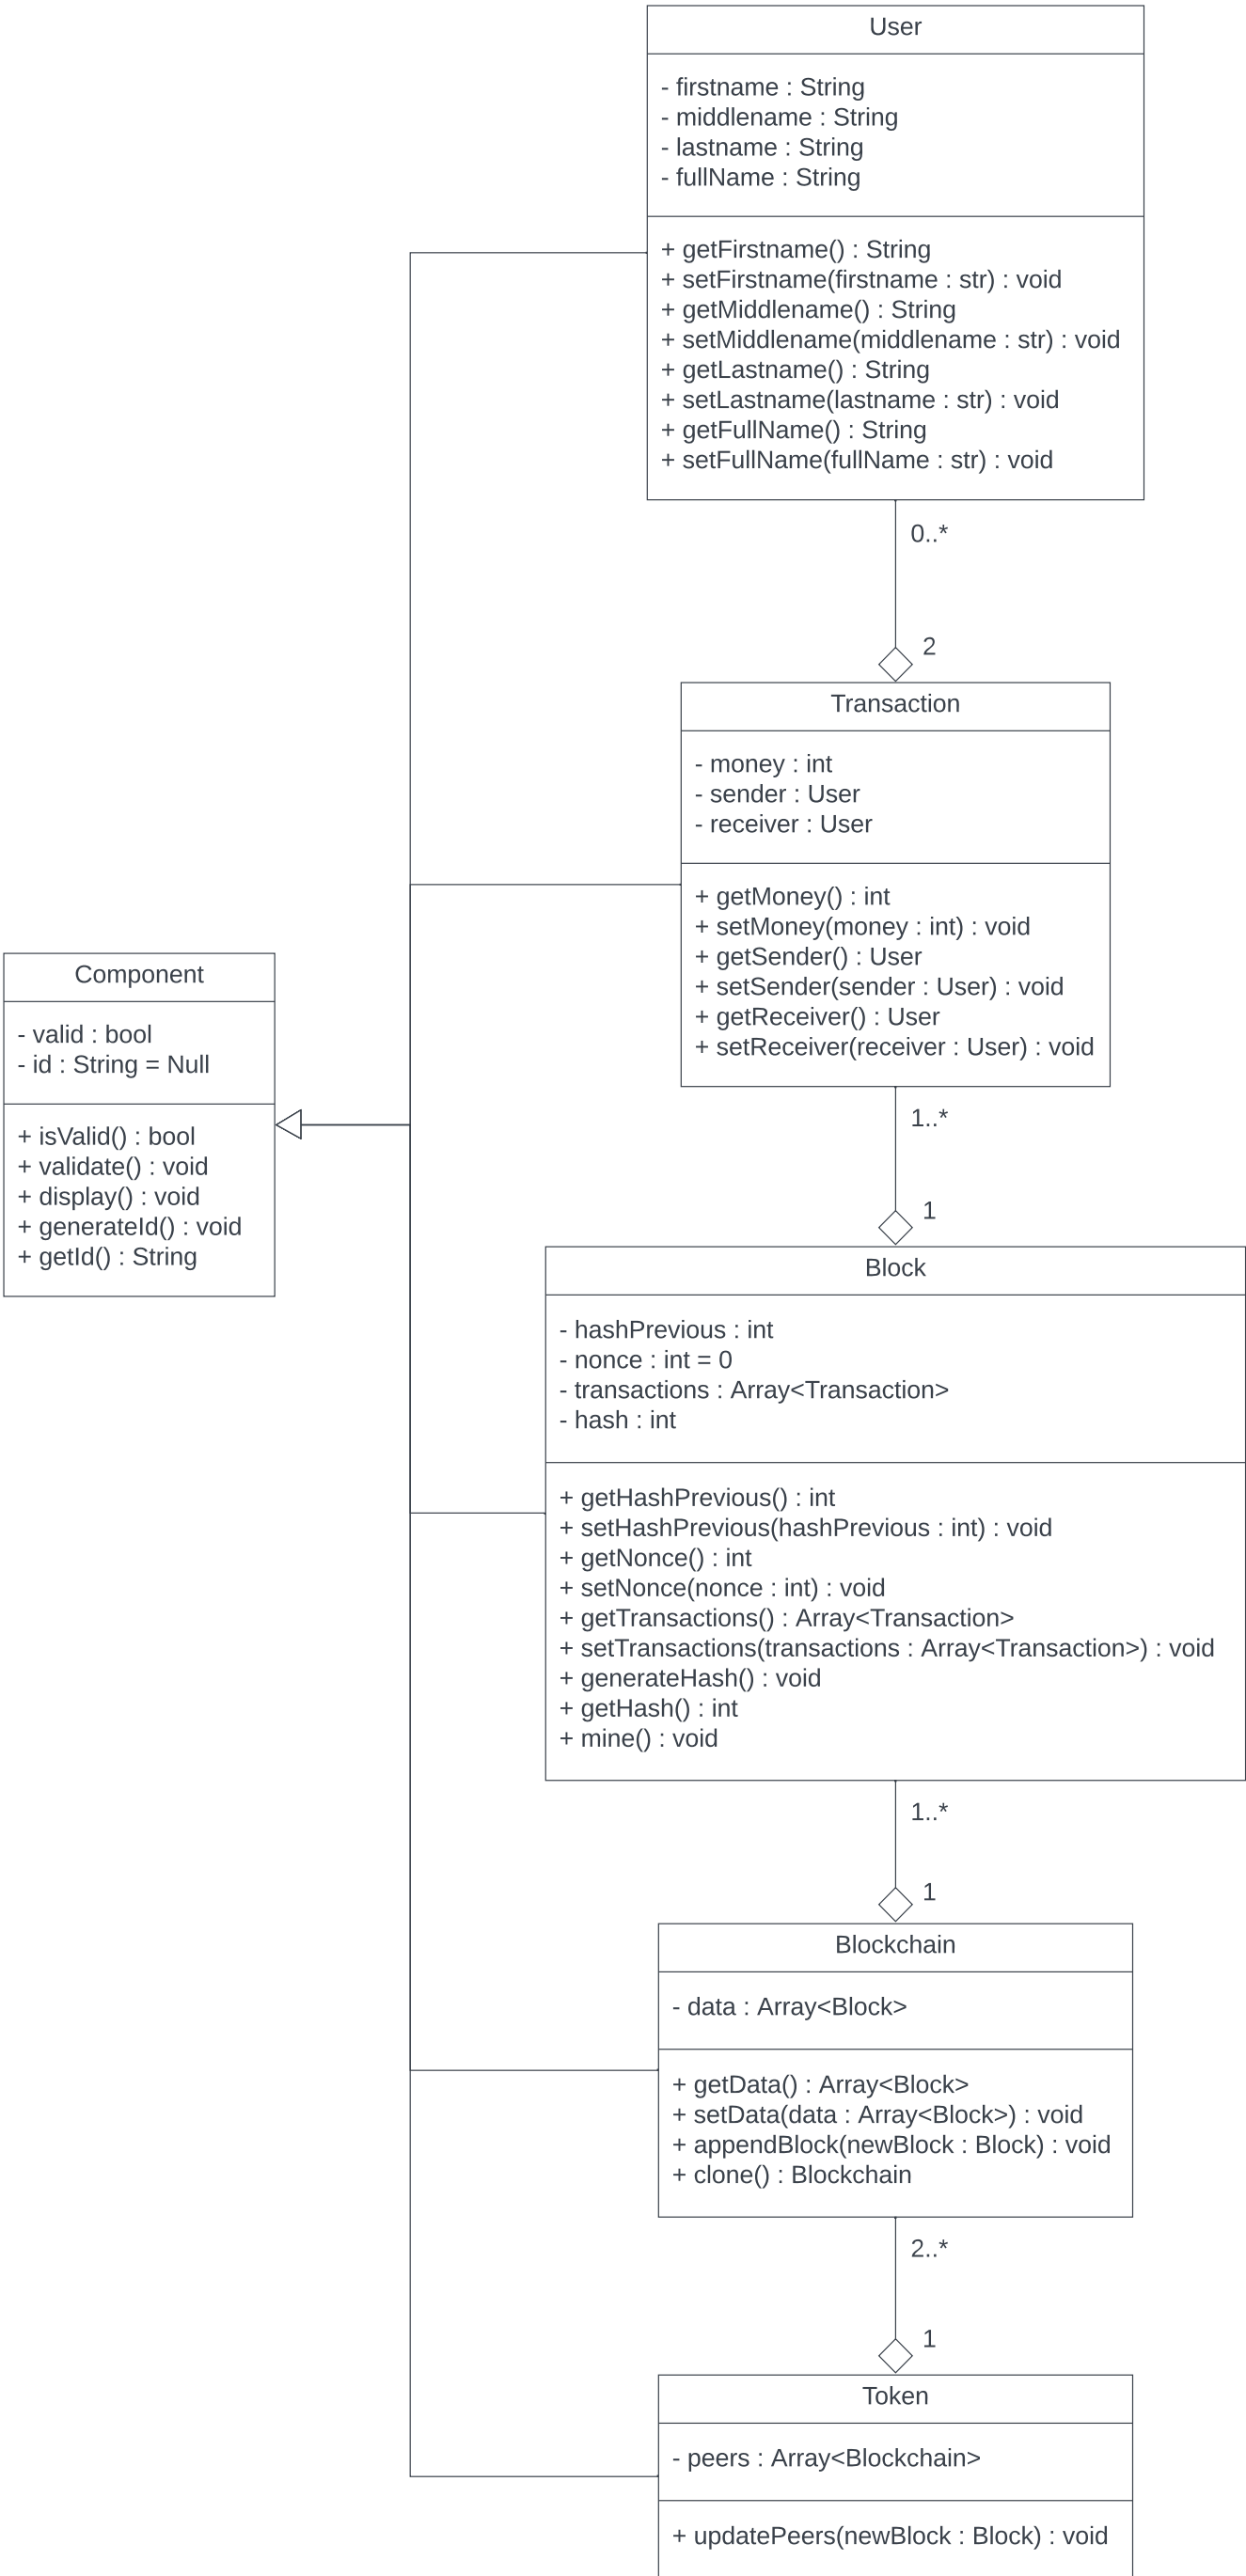 User
- firstname : String
- middlename : String
- lastname : String
- fullName : String
+ getFirstname() : String
+ setFirstname(firstname : str) : void
+ getMiddlename() : String
+ setMiddlename(middlename : str) : void
+ getLastname() : String
+ setLastname(lastname : str) : void
+ getFullName() : String
+ setFullName(fullName : str) : void
0..*
2
Transaction
- money : int
- sender : User
- receiver : User
+ getMoney() : int
+ setMoney(money : int) : void
+ getSender() : User
+ setSender(sender : User) : void
+ getReceiver() : User
+ setReceiver(receiver : User) : void
Component
- valid : bool
- id : String = Null
+ isValid() : bool
+ validate() : void
+ display() : void
+ generateId() : void
+ getId() : String
1..*
1
Block
- hashPrevious : int
- nonce : int = 0
- transactions : Array<Transaction>
- hash : int
+ getHashPrevious() : int
+ setHashPrevious(hashPrevious : int) : void
+ getNonce() : int
+ setNonce(nonce : int) : void
+ getTransactions() : Array<Transaction>
+ setTransactions(transactions : Array<Transaction>) : void
+ generateHash() : void
+ getHash() : int
+ mine() : void
1..*
1
Blockchain
- data : Array<Block>
+ getData() : Array<Block>
+ setData(data : Array<Block>) : void
+ appendBlock(newBlock : Block) : void
+ clone() : Blockchain
2..*
1
Token
- peers : Array<Blockchain>
+ updatePeers(newBlock : Block) : void